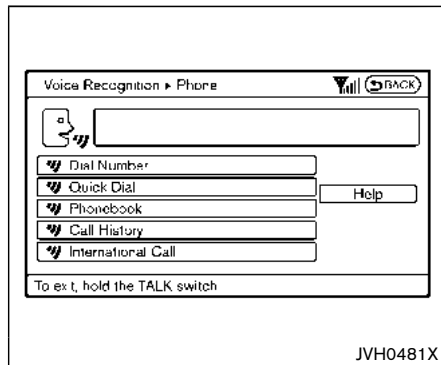 Voice Recognition ▸ Phone BACK
Dial Number
Quick Dial
Help
Phonebook
Call History
International Call
To exit, hold the TALK switch
JVH0481X